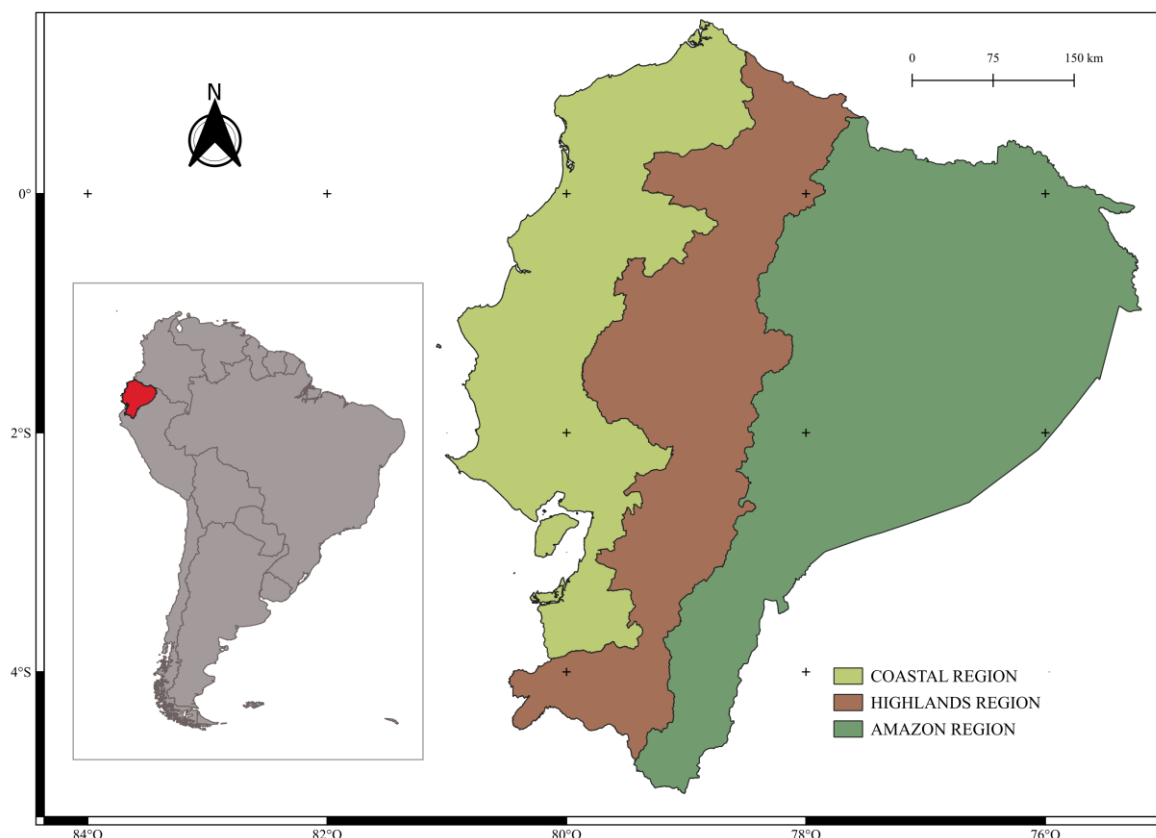 N
0 75 150 km
0°
2°S
4°S
COASTAL REGION
HIGHLANDS REGION
AMAZON REGION
84°O 82°O 80°O 78°O 76°O